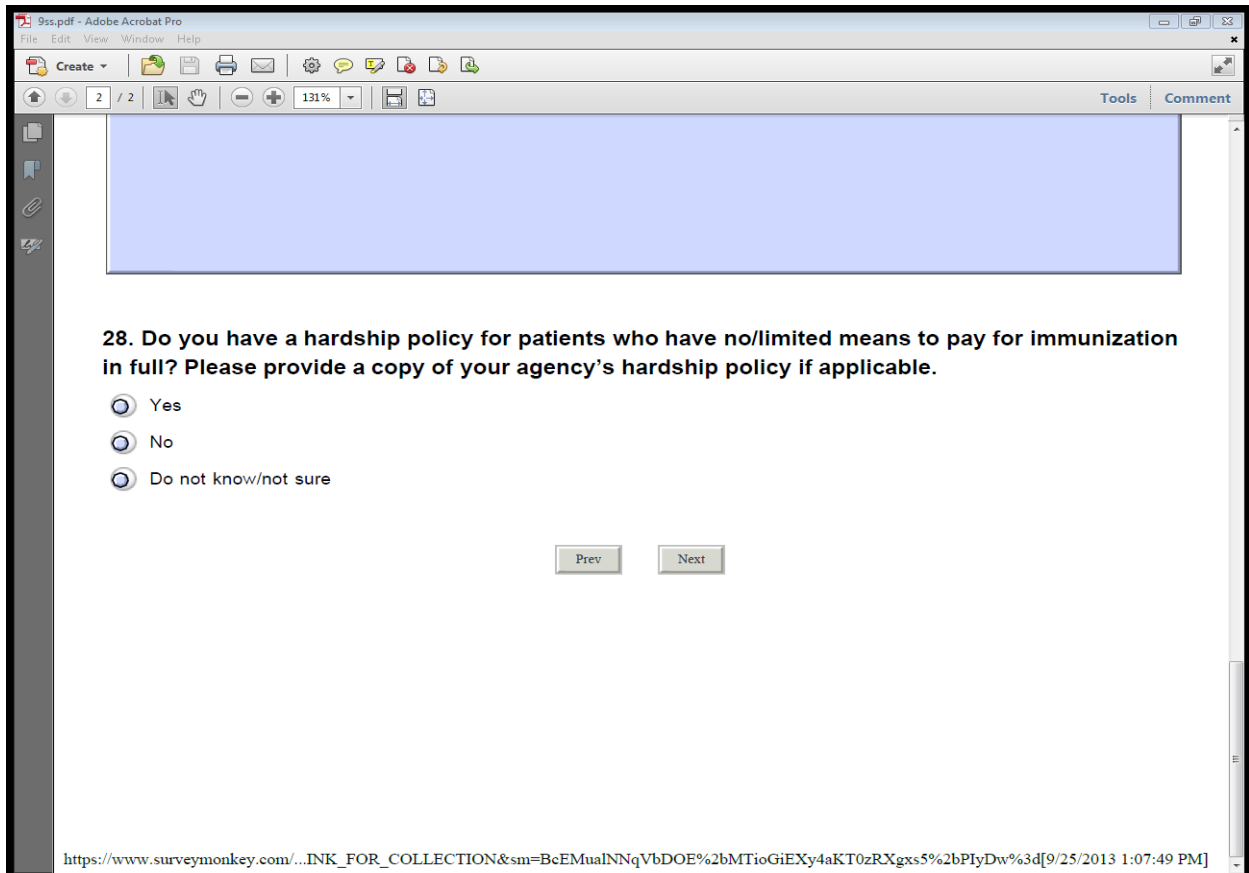 9ss.pdf - Adobe Acrobat Pro
File Edit View Window Help
Create
2 / 2 131% Tools Comment
28. Do you have a hardship policy for patients who have no/limited means to pay for immunization
in full? Please provide a copy of your agency’s hardship policy if applicable.
Yes
No
Do not know/not sure
Prev Next
https://www.surveymonkey.com/...INK_FOR_COLLECTION&sm=BcEMualNNqVbDOE%2bMTioGiEXy4aKT0zRXgxs5%2bPIyDw%3d[9/25/2013 1:07:49 PM]